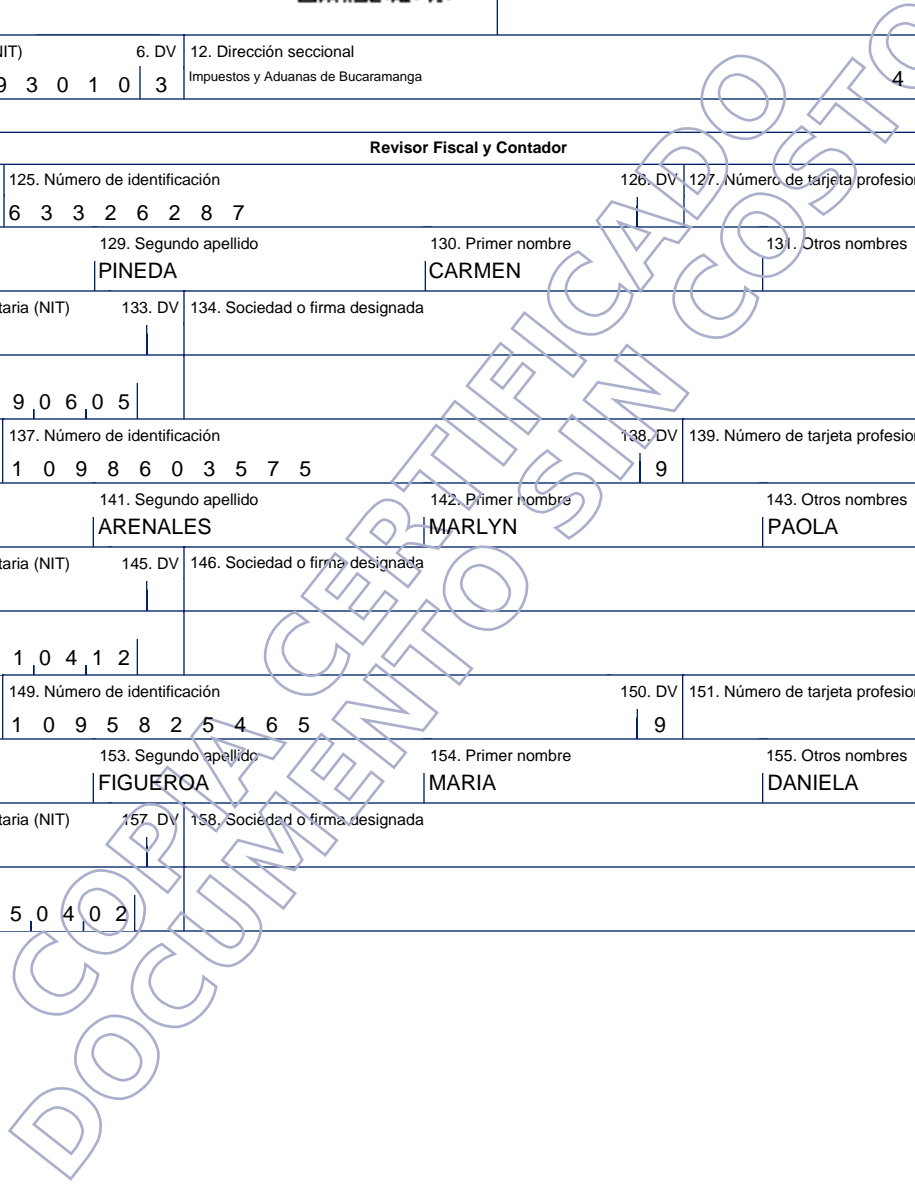 NIT) 6. DV 12. Dirección seccional
9 3 0 1 0 3 Impuestos y Aduanas de Bucaramanga 4
Revisor Fiscal y Contador
125. Número de identificación 126. DV 127. Número de tarjeta profesion
6 3 3 2 6 2 8 7
129. Segundo apellido 130. Primer nombre 131. Otros nombres
PINEDA CARMEN
taria (NIT) 133. DV 134. Sociedad o firma designada
9 0 6 0 5
137. Número de identificación 138. DV 139. Número de tarjeta profesion
1 0 9 8 6 0 3 5 7 5 9
141. Segundo apellido 142. Primer nombre 143. Otros nombres
ARENALES MARLYN PAOLA
taria (NIT) 145. DV 146. Sociedad o firma designada
1 0 4 1 2
149. Número de identificación 150. DV 151. Número de tarjeta profesion
1 0 9 5 8 2 5 4 6 5 9
153. Segundo apellido 154. Primer nombre 155. Otros nombres
FIGUEROA MARIA DANIELA
taria (NIT) 157. DV 158. Sociedad o firma designada
5 0 4 0 2
COPIA CERTIFICADO
DOCUMENTO SIN COSTO